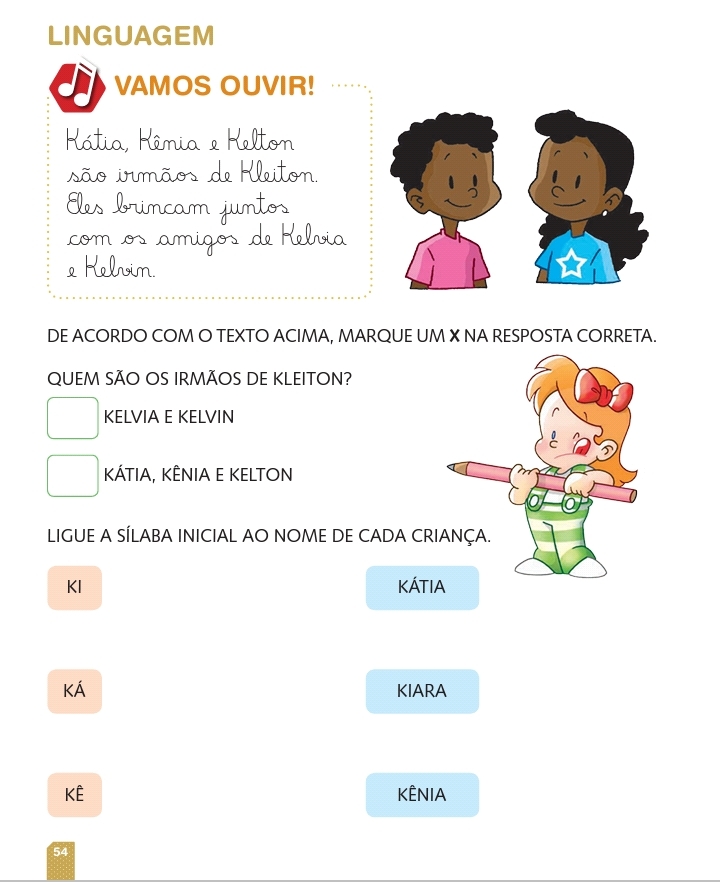 LINGUAGEM
VAMOS OUVIR!
Kátia, Kênia e Kelton
são irmãos de Kleiton.
Eles brincam juntos
com os amigos de Kelvia
e Kelvin.
DE ACORDO COM O TEXTO ACIMA, MARQUE UM X NA RESPOSTA CORRETA.
QUEM SÃO OS IRMÃOS DE KLEITON?
KELVIA E KELVIN
KÁTIA, KÊNIA E KELTON
LIGUE A SÍLABA INICIAL AO NOME DE CADA CRIANÇA.
KI KÁTIA
KÁ KIARA
KÊ KÊNIA
54